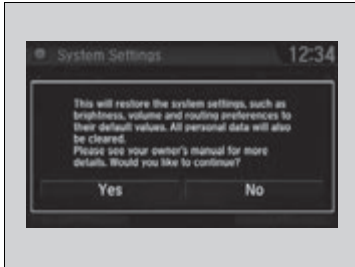 System Settings
12:34
This will restore the system settings, such as
brightness, volume and routing preferences to
their default values. All personal data will also
be cleared.
Please see your owner's manual for more
details. Would you like to continue?
Yes
No